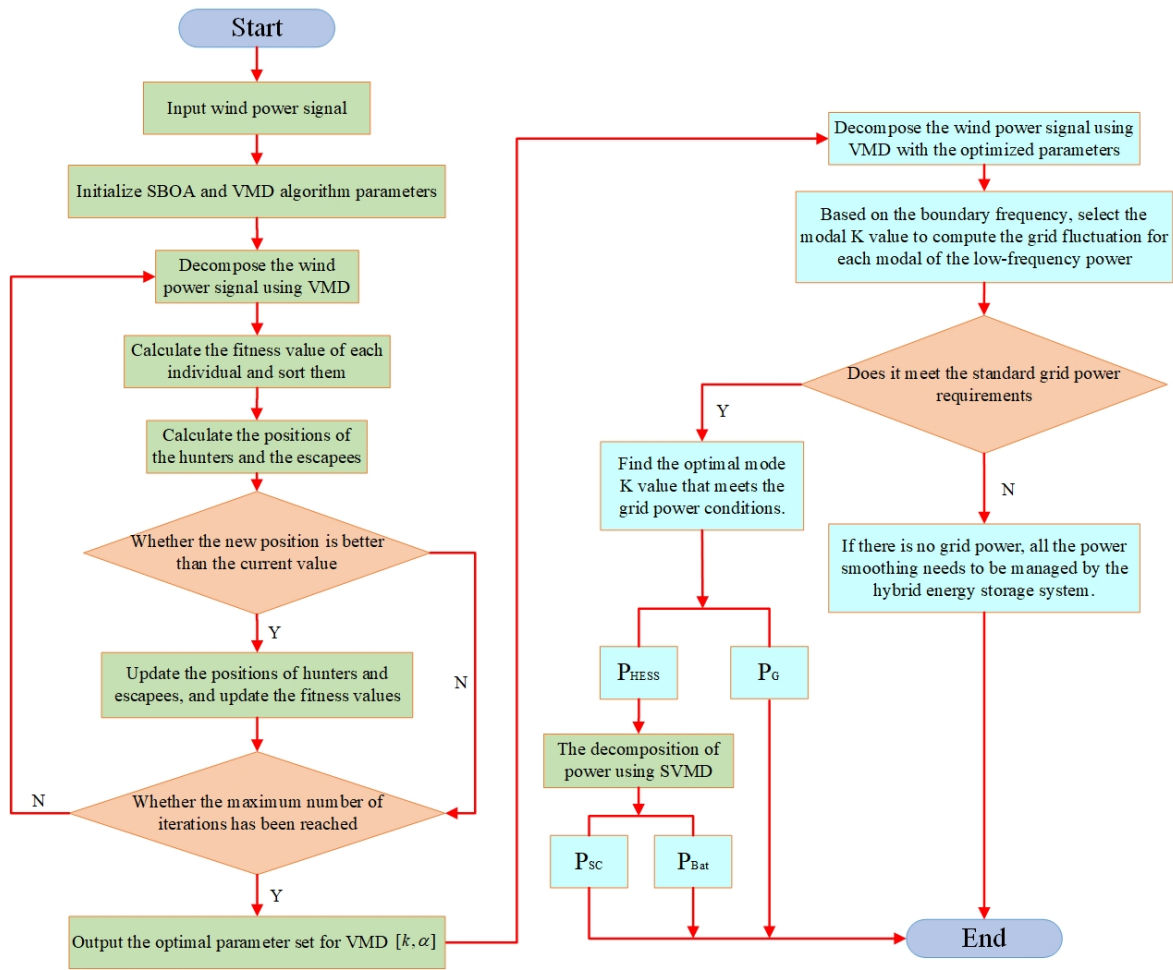 Start
Input wind power signal
Initialize SBOA and VMD algorithm parameters
Decompose the wind
power signal using VMD
Calculate the fitness value of each
individual and sort them
Calculate the positions of
the hunters and the escapees
Whether the new position is better
than the current value
Y
N
Update the positions of hunters and
escapees, and update the fitness values
Whether the maximum number of
iterations has been reached
N
Y
Output the optimal parameter set for VMD [k, α]
Decompose the wind power signal using
VMD with the optimized parameters
Based on the boundary frequency, select the
modal K value to compute the grid fluctuation for
each modal of the low-frequency power
Does it meet the standard grid power
requirements
Y
N
Find the optimal mode
K value that meets the
grid power conditions.
If there is no grid power, all the power
smoothing needs to be managed by the
hybrid energy storage system.
PHESS
PG
The decomposition of
power using SVMD
PSC
PBat
End